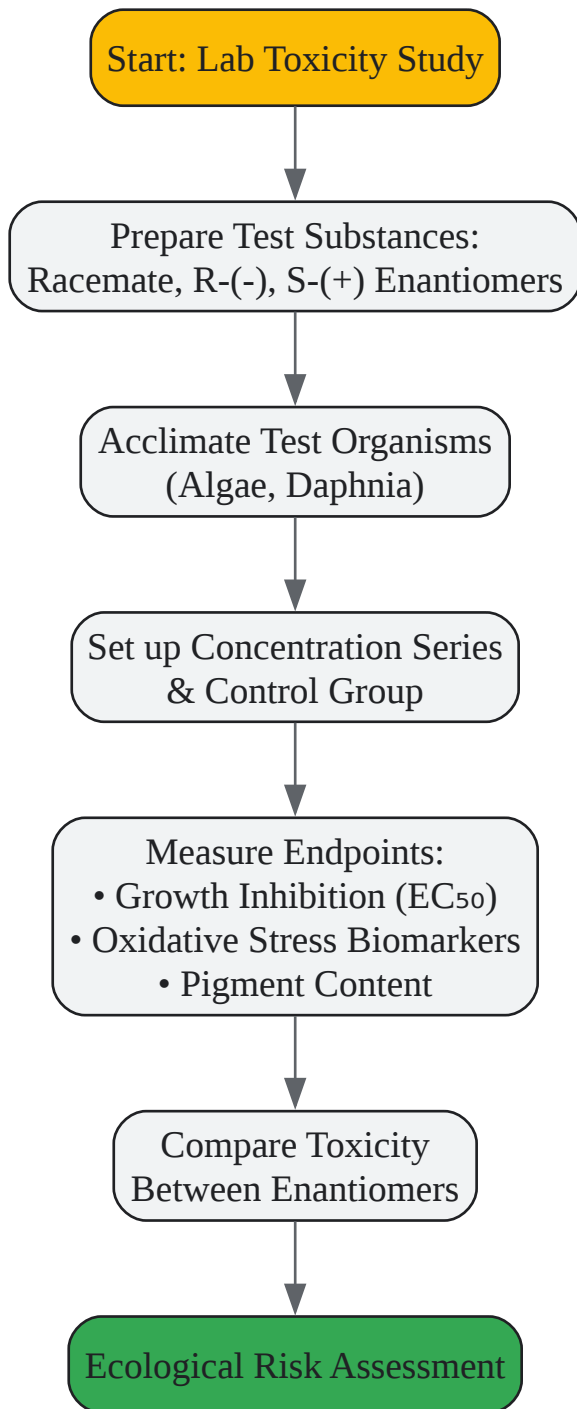 Start: Lab Toxicity Study
Prepare Test Substances:
Racemate, R-(-), S-(+) Enantiomers
Acclimate Test Organisms
(Algae, Daphnia)
Set up Concentration Series
& Control Group
Measure Endpoints:
• Growth Inhibition (EC₅₀)
• Oxidative Stress Biomarkers
• Pigment Content
Compare Toxicity
Between Enantiomers
Ecological Risk Assessment